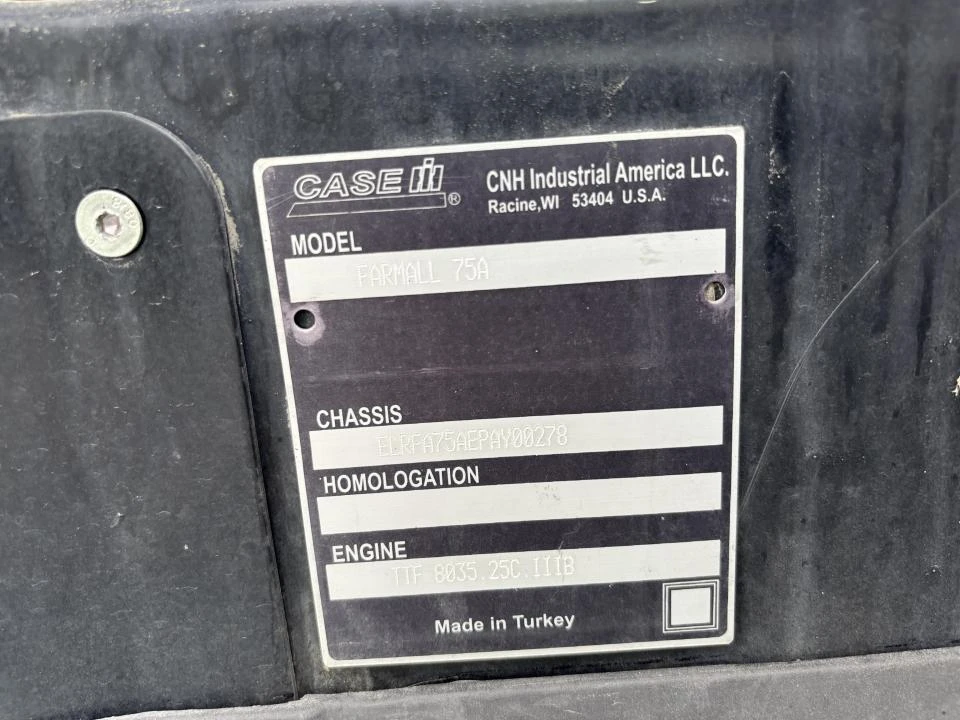 CASE IH ®
CNH Industrial America LLC.
Racine,WI 53404 U.S.A.
MODEL
FARMALL 75A
CHASSIS
ELRFA75AEPAY00278
HOMOLOGATION
ENGINE
TTF 8035.25C.IIIB
Made in Turkey